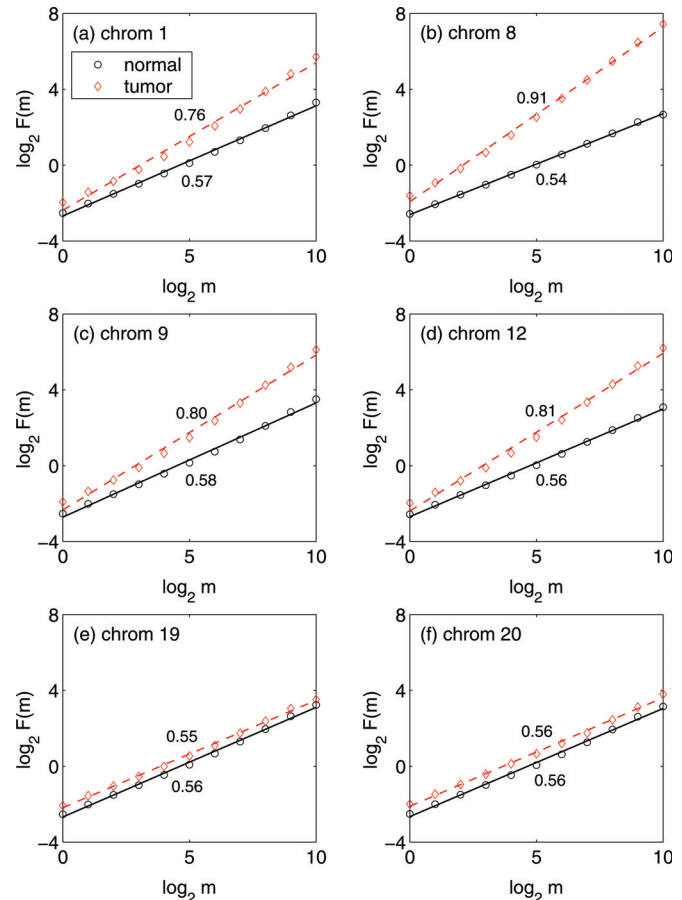 (a) chrom 1
normal
tumor
0.76
0.57
8
4
0
−4
0
5
10
log2 F(m)
log2 m
(b) chrom 8
0.91
0.54
8
4
0
−4
0
5
10
log2 F(m)
log2 m
(c) chrom 9
0.80
0.58
8
4
0
−4
0
5
10
log2 F(m)
log2 m
(d) chrom 12
0.81
0.56
8
4
0
−4
0
5
10
log2 F(m)
log2 m
(e) chrom 19
0.55
0.56
8
4
0
−4
0
5
10
log2 F(m)
log2 m
(f) chrom 20
0.56
0.56
8
4
0
−4
0
5
10
log2 F(m)
log2 m